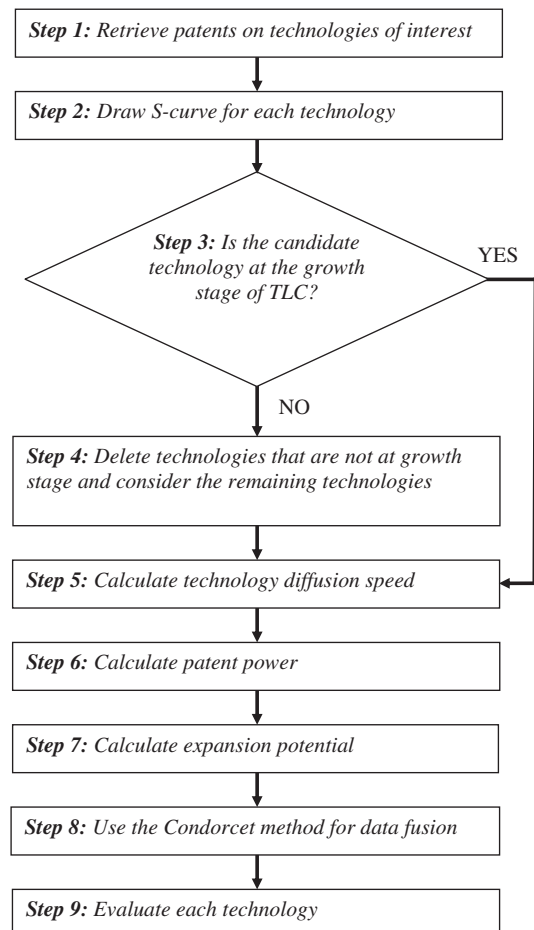 Step 1: Retrieve patents on technologies of interest
Step 2: Draw S-curve for each technology
Step 3: Is the candidate
technology at the growth
stage of TLC?
YES
NO
Step 4: Delete technologies that are not at growth
stage and consider the remaining technologies
Step 5: Calculate technology diffusion speed
Step 6: Calculate patent power
Step 7: Calculate expansion potential
Step 8: Use the Condorcet method for data fusion
Step 9: Evaluate each technology